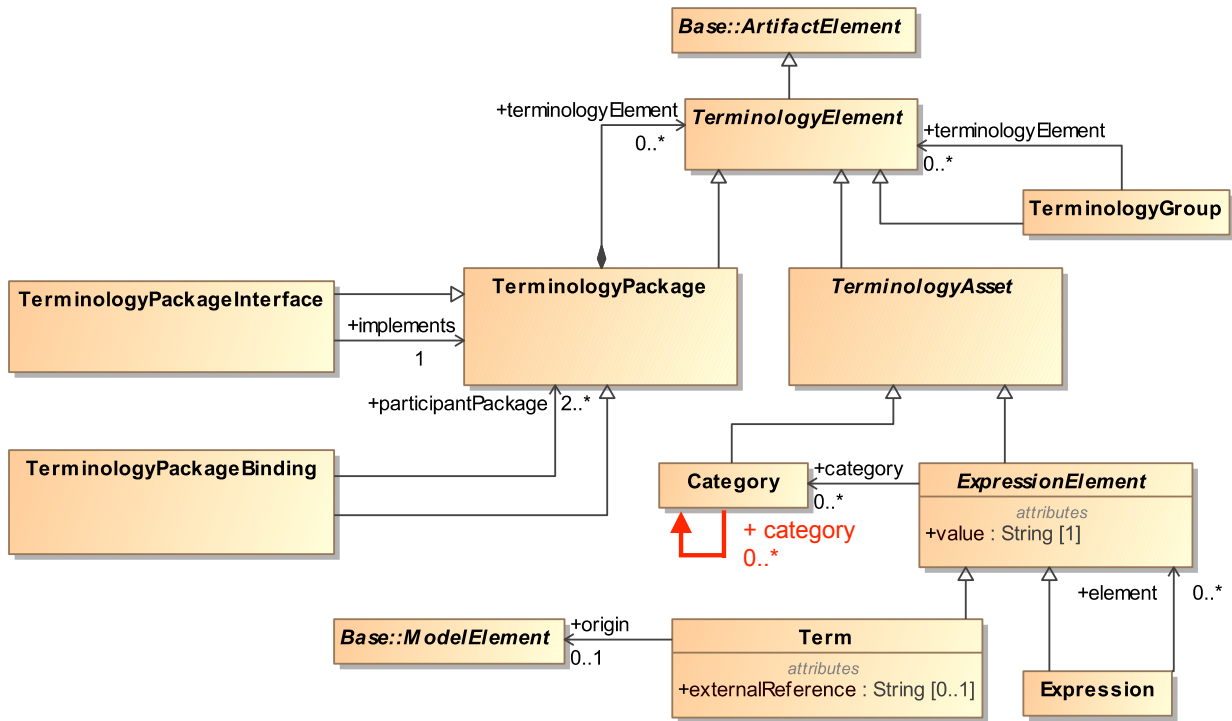 Base::ArtifactElement
+terminologyElement
0..*
TerminologyElement
+terminologyElement
0..*
TerminologyGroup
TerminologyPackageInterface
+implements
1
TerminologyPackage
TerminologyAsset
+participantPackage
2..*
TerminologyPackageBinding
Category
+category
0..*
ExpressionElement
attributes
+value : String [1]
+ category
0..*
+element
0..*
Base::ModelElement
+origin
0..1
Term
attributes
+externalReference : String [0..1]
Expression